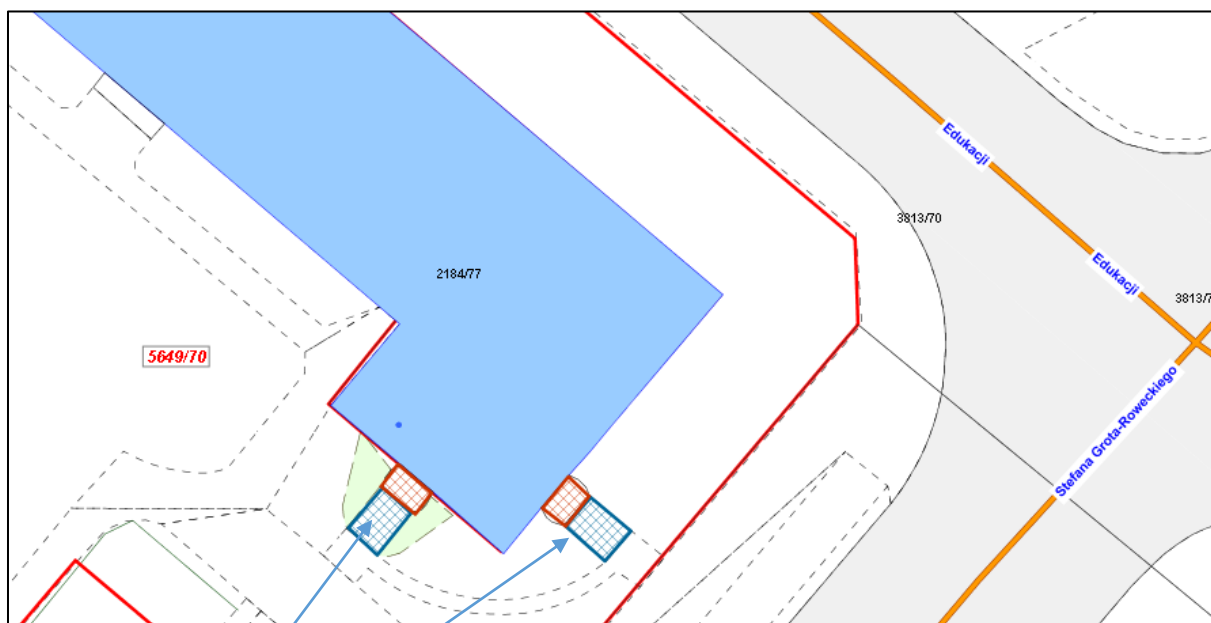 Edukacji
3813/70
Edukacji
2184/77
3813/7
5649/70
Stefana Grota-Roweckiego